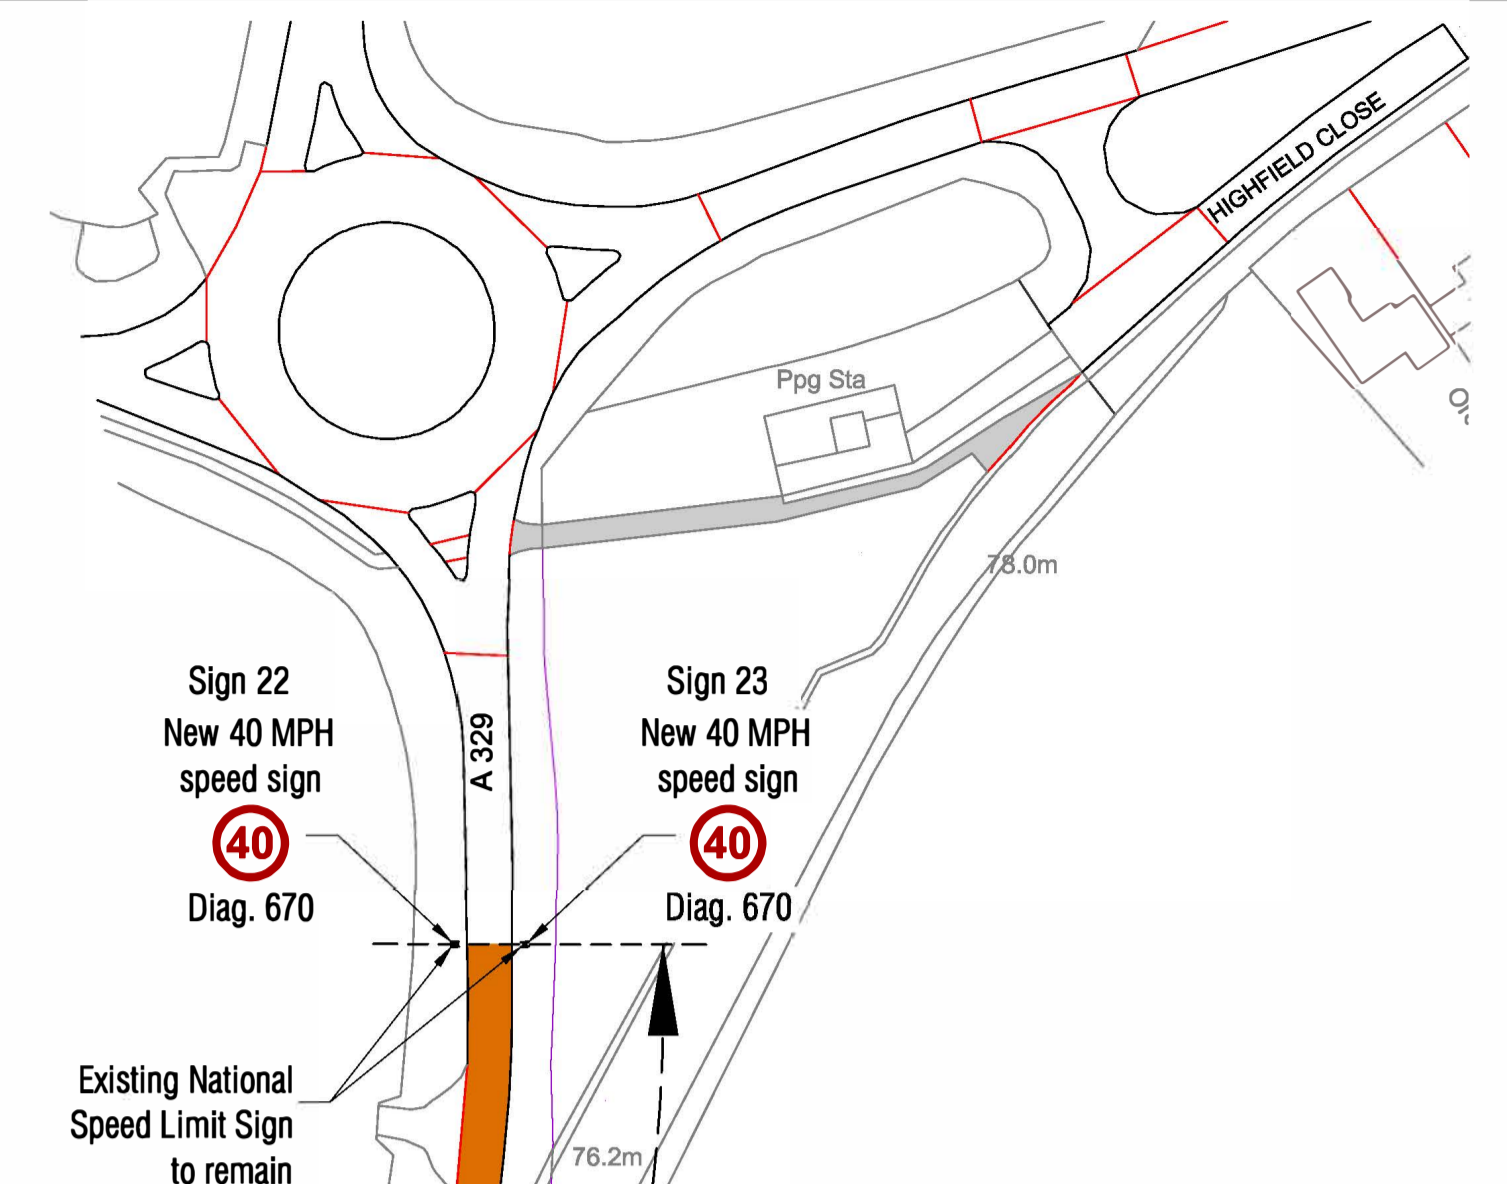 HIGHFIELD CLOSE
Ppg Sta
78.0m
Sign 22
New 40 MPH
speed sign
40
Diag. 670
A 329
Sign 23
New 40 MPH
speed sign
40
Diag. 670
Existing National
Speed Limit Sign
to remain
76.2m